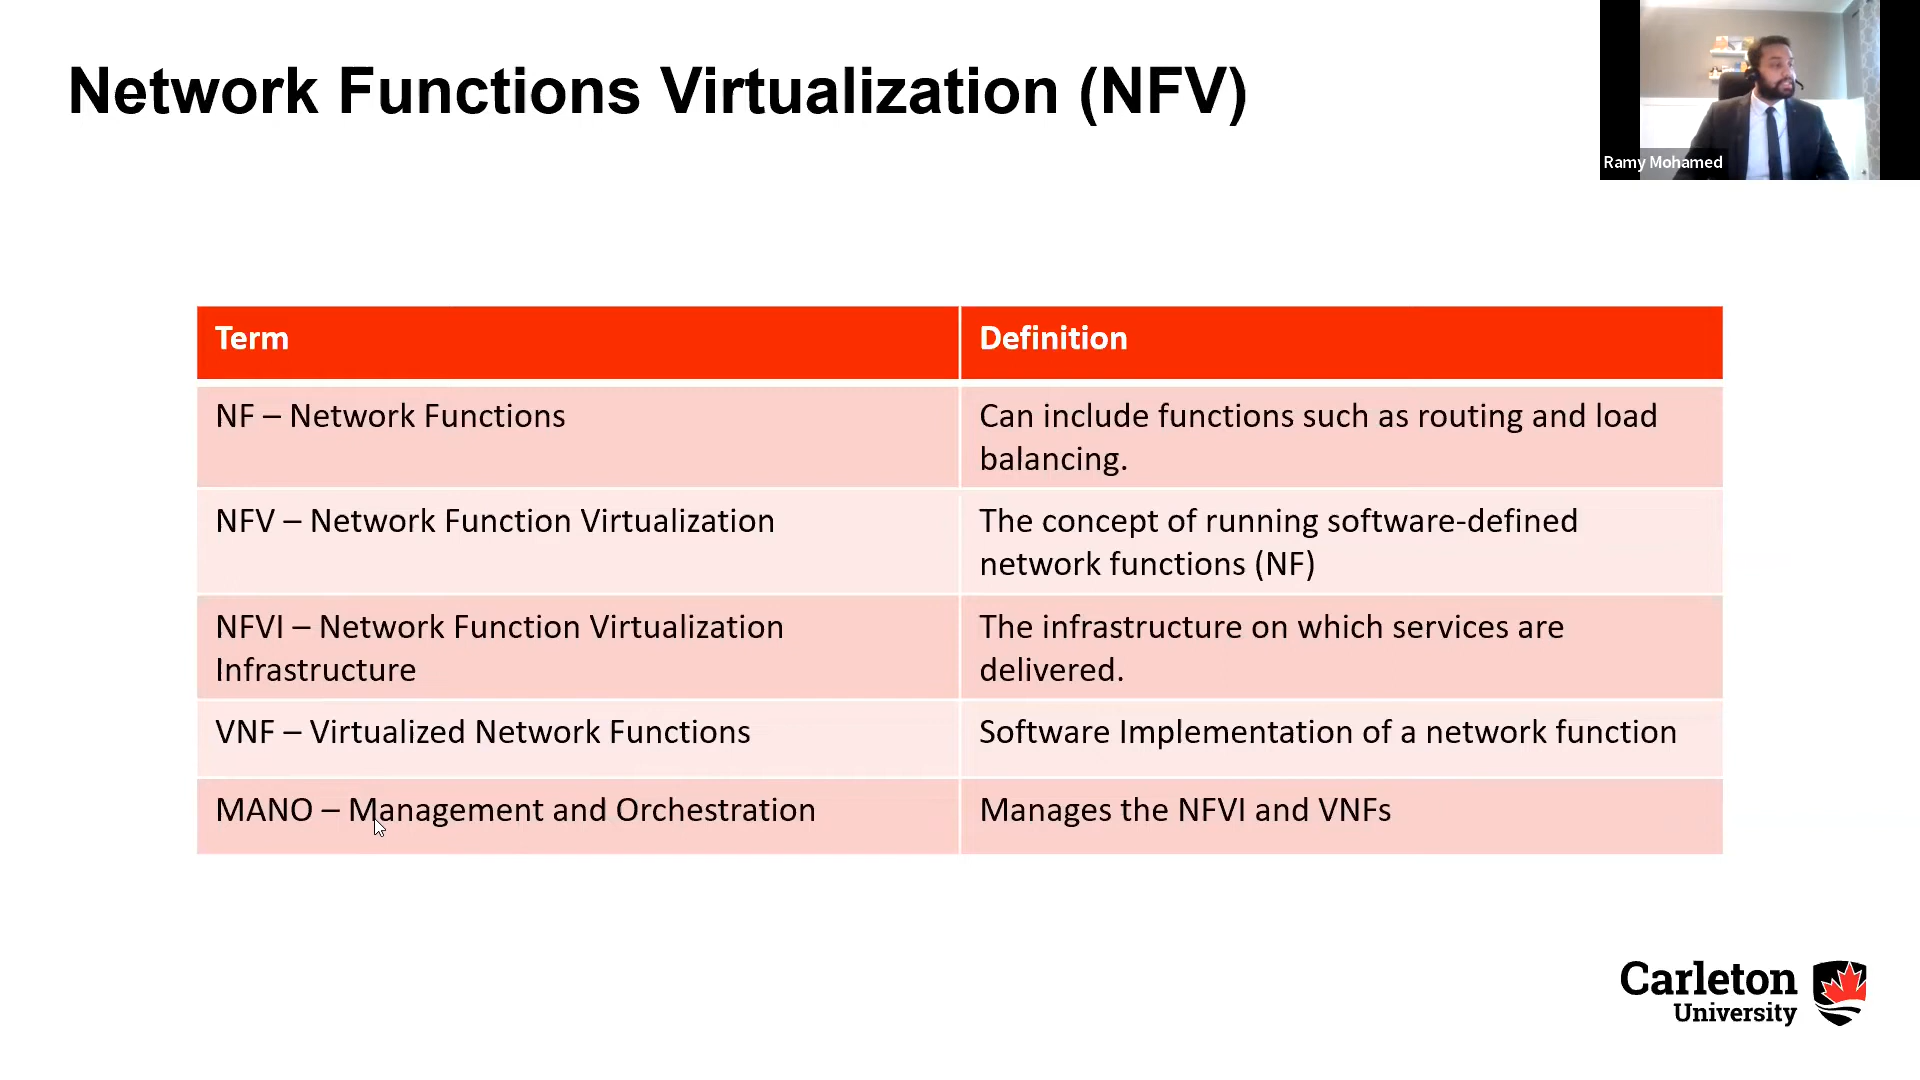 Network Functions Virtualization (NFV)
Ramy Mohamed
Term
Definition
NF – Network Functions
Can include functions such as routing and load
balancing.
NFV – Network Function Virtualization
The concept of running software-defined
network functions (NF)
NFVI – Network Function Virtualization
Infrastructure
The infrastructure on which services are
delivered.
VNF – Virtualized Network Functions
Software Implementation of a network function
MANO – Management and Orchestration
Manages the NFVI and VNFs
Carleton
University